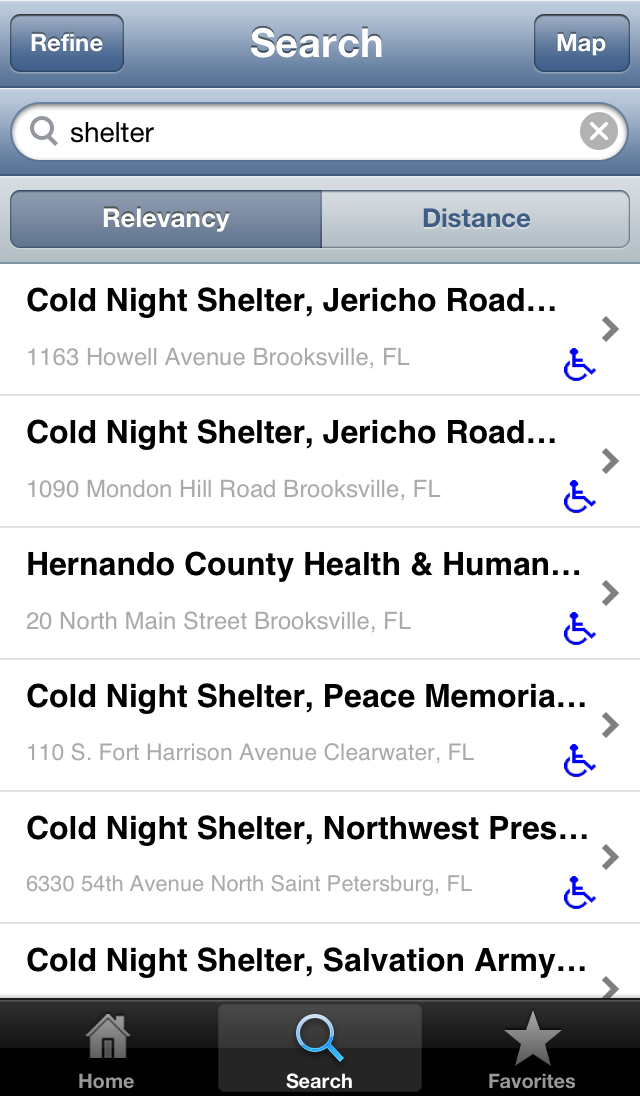 Refine
Search
Map
shelter
Relevancy
Distance
Cold Night Shelter, Jericho Road...
1163 Howell Avenue Brooksville, FL
Cold Night Shelter, Jericho Road...
1090 Mondon Hill Road Brooksville, FL
Hernando County Health & Human...
20 North Main Street Brooksville, FL
Cold Night Shelter, Peace Memoria...
110 S. Fort Harrison Avenue Clearwater, FL
Cold Night Shelter, Northwest Pres...
6330 54th Avenue North Saint Petersburg, FL
Cold Night Shelter, Salvation Army...
Home
Search
Favorites